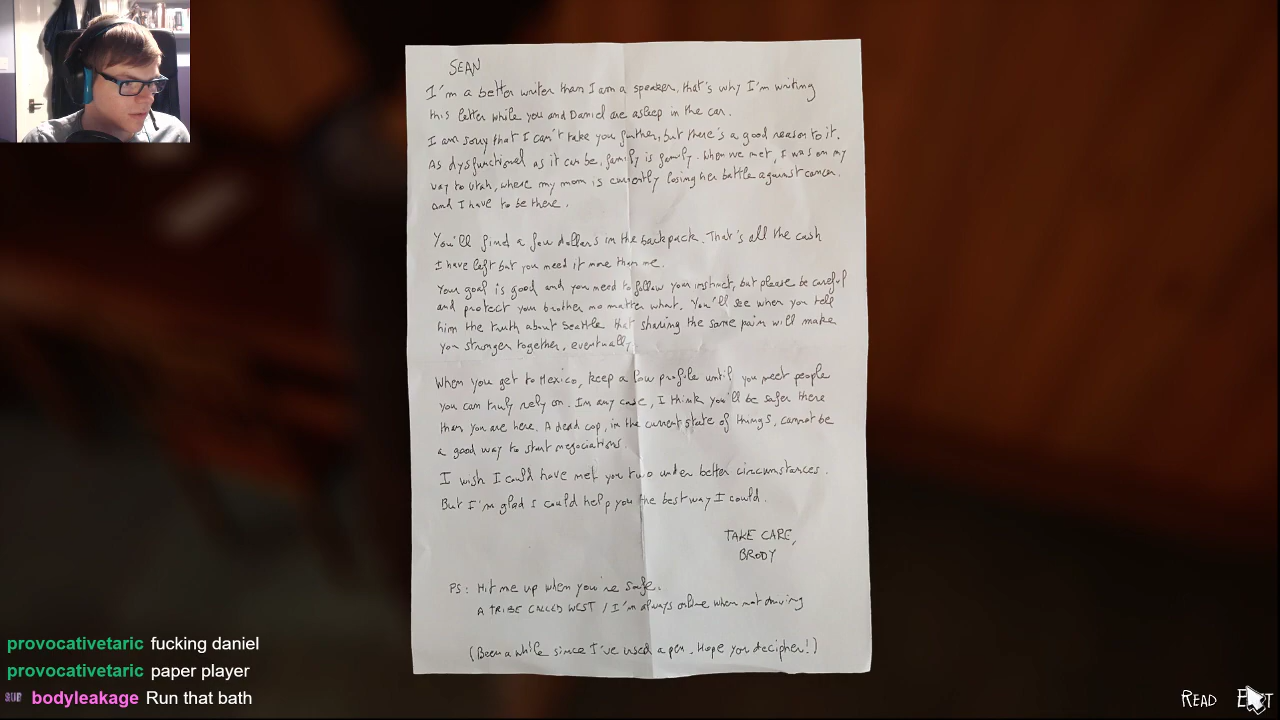 SEAN
I'm a better writer than I am a speaker, that's why I'm writing
this letter while you and Daniel are asleep in the car.
I am sorry that I can't take you further, but there's a good reason to it.
As dysfunctional as it can be, family is family. When we met, I was on my
way to Utah, where my mom is currently losing her battle against cancer.
and I have to be there.
You'll find a few dollars in the backpack. That's all the cash
I have left but you need it more than me.
Your goal is good and you need to follow your instinct, but please be careful
and protect your brother no matter what. You'll see when you tell
him the truth about Seattle that sharing the same pain will make
you stronger together, eventually.
When you get to Mexico, keep a low profile until you meet people
you can truly rely on. In any case, I think you'll be safer there
than you are here. A dead cop, in the current state of things, cannot be
a good way to start negociations.
I wish I could have met you two under better circumstances.
But I'm glad I could help you the best way I could.
TAKE CARE,
BRODY
PS: Hit me up when you're safe.
A TRIBE CALLED WEST / I'm always online when not driving
(Been a while since I've used a pen. Hope you decipher!)
provocativetaric fucking daniel
provocativetaric paper player
SUP bodyleakage Run that bath
READ